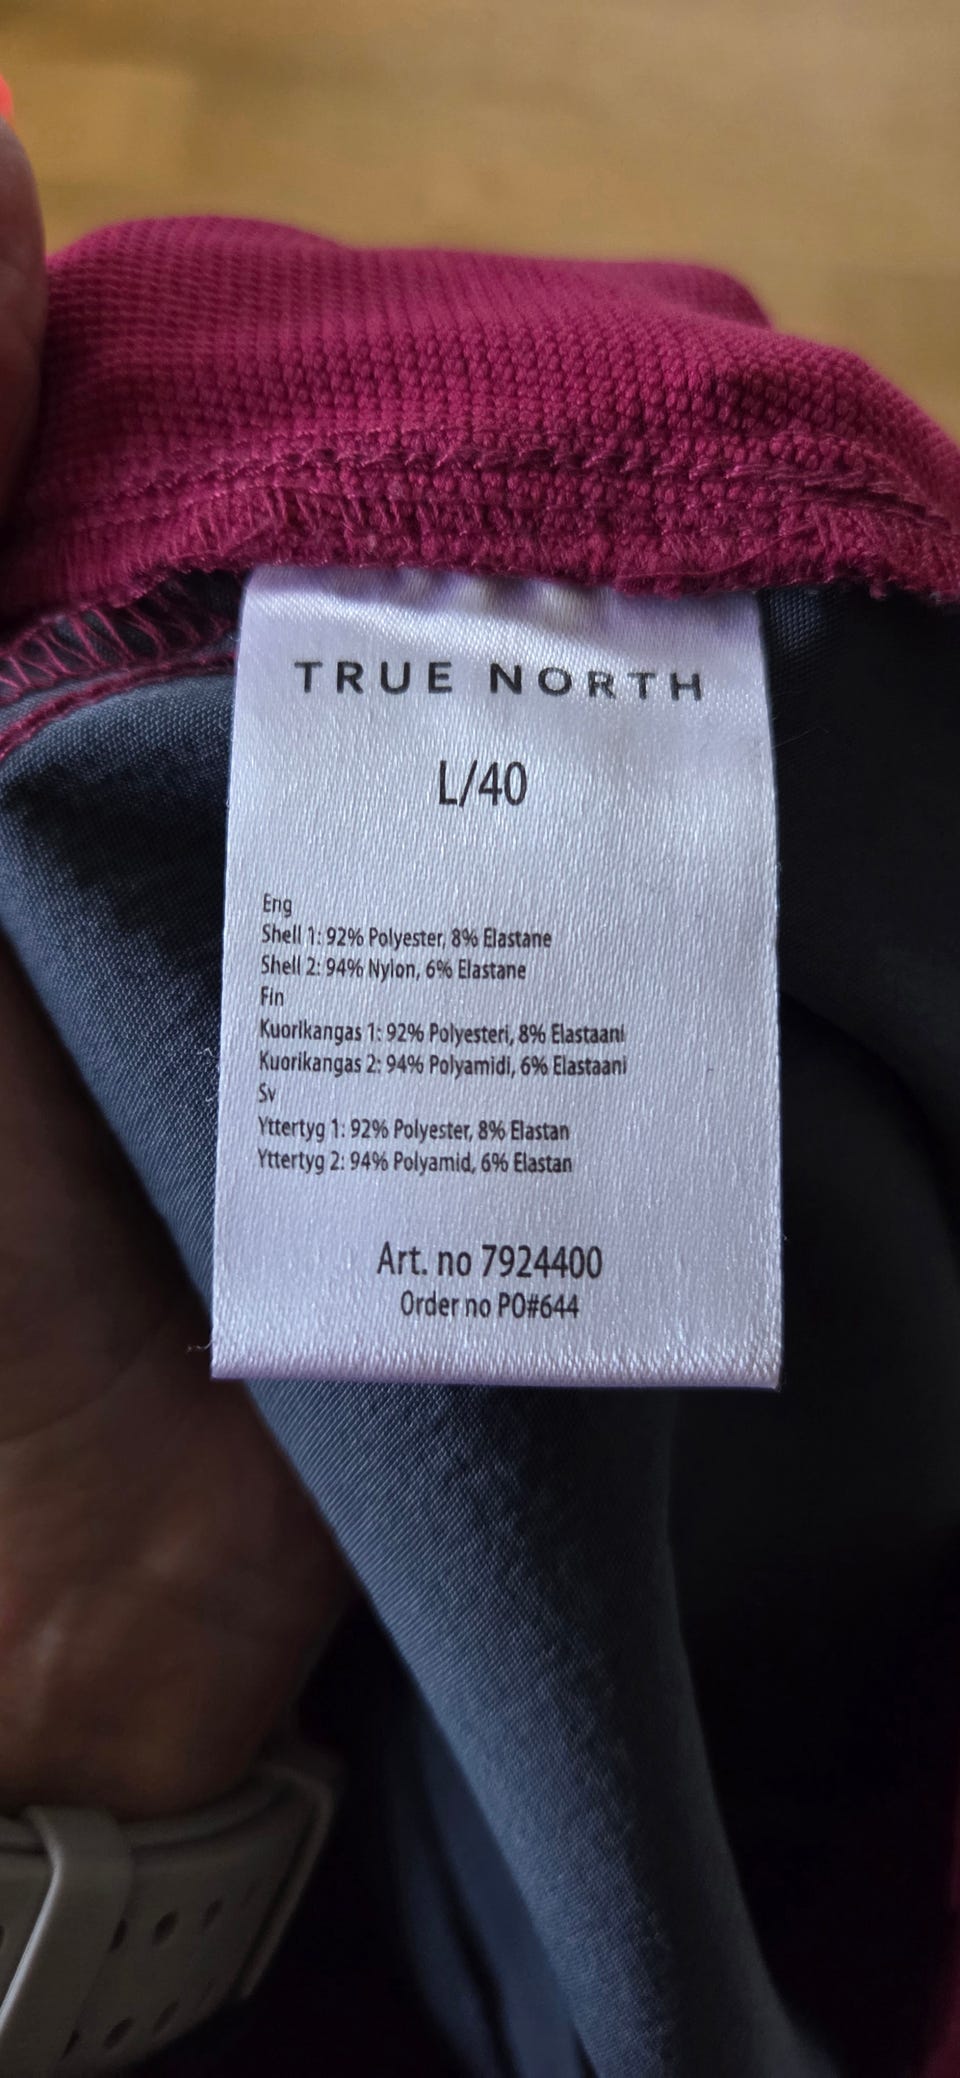 TRUE NORTH
L/40
Eng
Shell 1: 92% Polyester, 8% Elastane
Shell 2: 94% Nylon, 6% Elastane
Fin
Kuorikangas 1: 92% Polyesteri, 8% Elastaani
Kuorikangas 2: 94% Polyamidi, 6% Elastaani
Sv
Yttertyg 1: 92% Polyester, 8% Elastan
Yttertyg 2: 94% Polyamid, 6% Elastan
Art. no 7924400
Order no PO#644